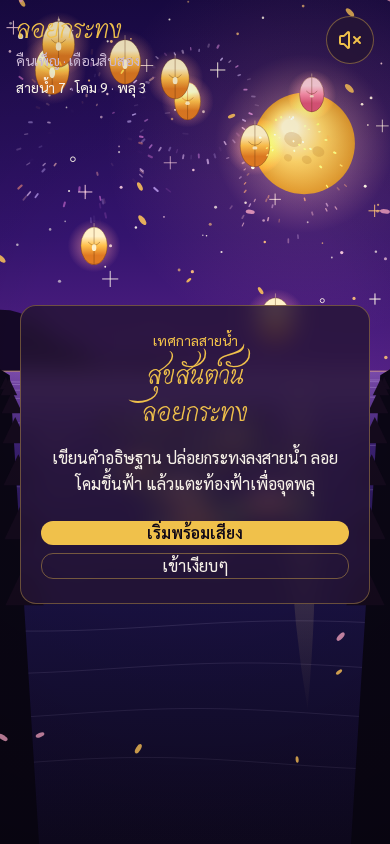 ลอยกระทง
คืนเพ็ญ · เดือนสิบสอง
สายน้ำ 7 · โคม 9 · พลุ 3
เทศกาลสายน้ำ
สุขสันต์วัน
ลอยกระทง
เขียนคำอธิษฐาน ปล่อยกระทงลงสายน้ำ ลอย
โคมขึ้นฟ้า แล้วแตะท้องฟ้าเพื่อจุดพลุ
เริ่มพร้อมเสียง
เข้าเงียบๆ